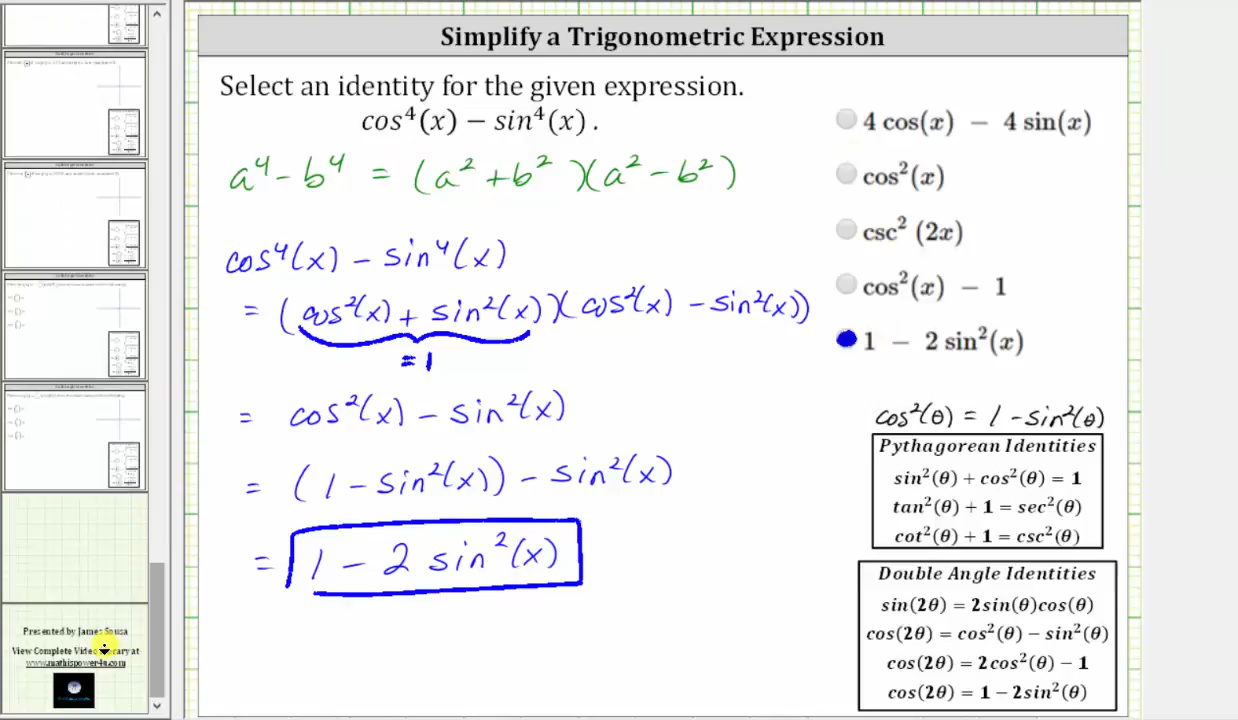 Simplify a Trigonometric Expression
Select an identity for the given expression.
cos⁴(x) − sin⁴(x).
a⁴ - b⁴ = (a² + b²)(a² - b²)
cos⁴(x) - sin⁴(x)
= (cos²(x) + sin²(x))(cos²(x) - sin²(x))
= 1
= cos²(x) - sin²(x)
= (1 - sin²(x)) - sin²(x)
= 1 - 2 sin²(x)
4 cos(x) − 4 sin(x)
cos²(x)
csc² (2x)
cos²(x) − 1
1 − 2 sin²(x)
cos²(θ) = 1 - sin²(θ)
Pythagorean Identities
sin²(θ) + cos²(θ) = 1
tan²(θ) + 1 = sec²(θ)
cot²(θ) + 1 = csc²(θ)
Double Angle Identities
sin(2θ) = 2sin(θ)cos(θ)
cos(2θ) = cos²(θ) − sin²(θ)
cos(2θ) = 2cos²(θ) − 1
cos(2θ) = 1 − 2sin²(θ)
Presented by James Sousa
View Complete Video Library at
www.mathispower4u.com